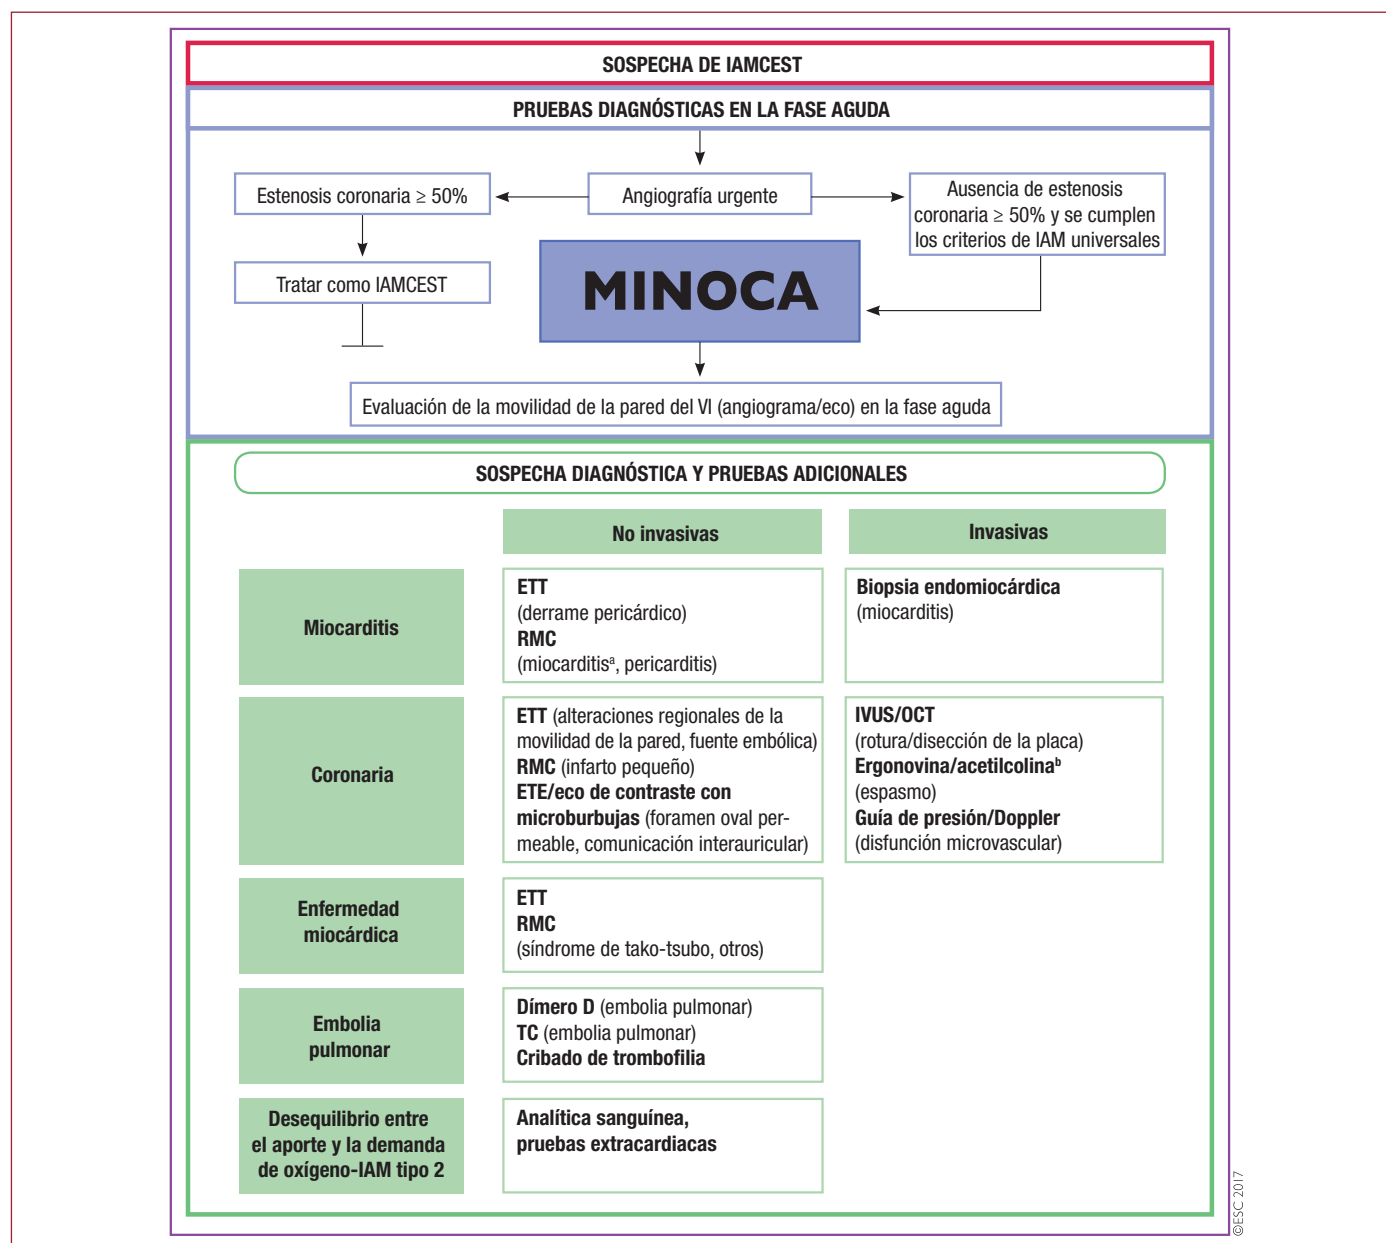 SOSPECHA DE IAMCEST
PRUEBAS DIAGNÓSTICAS EN LA FASE AGUDA
Estenosis coronaria ≥ 50%
Angiografía urgente
Ausencia de estenosis
coronaria ≥ 50% y se cumplen
los criterios de IAM universales
Tratar como IAMCEST
MINOCA
Evaluación de la movilidad de la pared del VI (angiograma/eco) en la fase aguda
SOSPECHA DIAGNÓSTICA Y PRUEBAS ADICIONALES
No invasivas
Invasivas
Miocarditis
ETT
(derrame pericárdico)
RMC
(miocarditisᵃ, pericarditis)
Biopsia endomiocárdica
(miocarditis)
Coronaria
ETT (alteraciones regionales de la
movilidad de la pared, fuente embólica)
RMC (infarto pequeño)
ETE/eco de contraste con
microburbujas (foramen oval per-
meable, comunicación interauricular)
IVUS/OCT
(rotura/disección de la placa)
Ergonovina/acetilcolinaᵇ
(espasmo)
Guía de presión/Doppler
(disfunción microvascular)
Enfermedad
miocárdica
ETT
RMC
(síndrome de tako-tsubo, otros)
Embolia
pulmonar
Dímero D (embolia pulmonar)
TC (embolia pulmonar)
Cribado de trombofilia
Desequilibrio entre
el aporte y la demanda
de oxígeno-IAM tipo 2
Analítica sanguínea,
pruebas extracardiacas
©ESC 2017